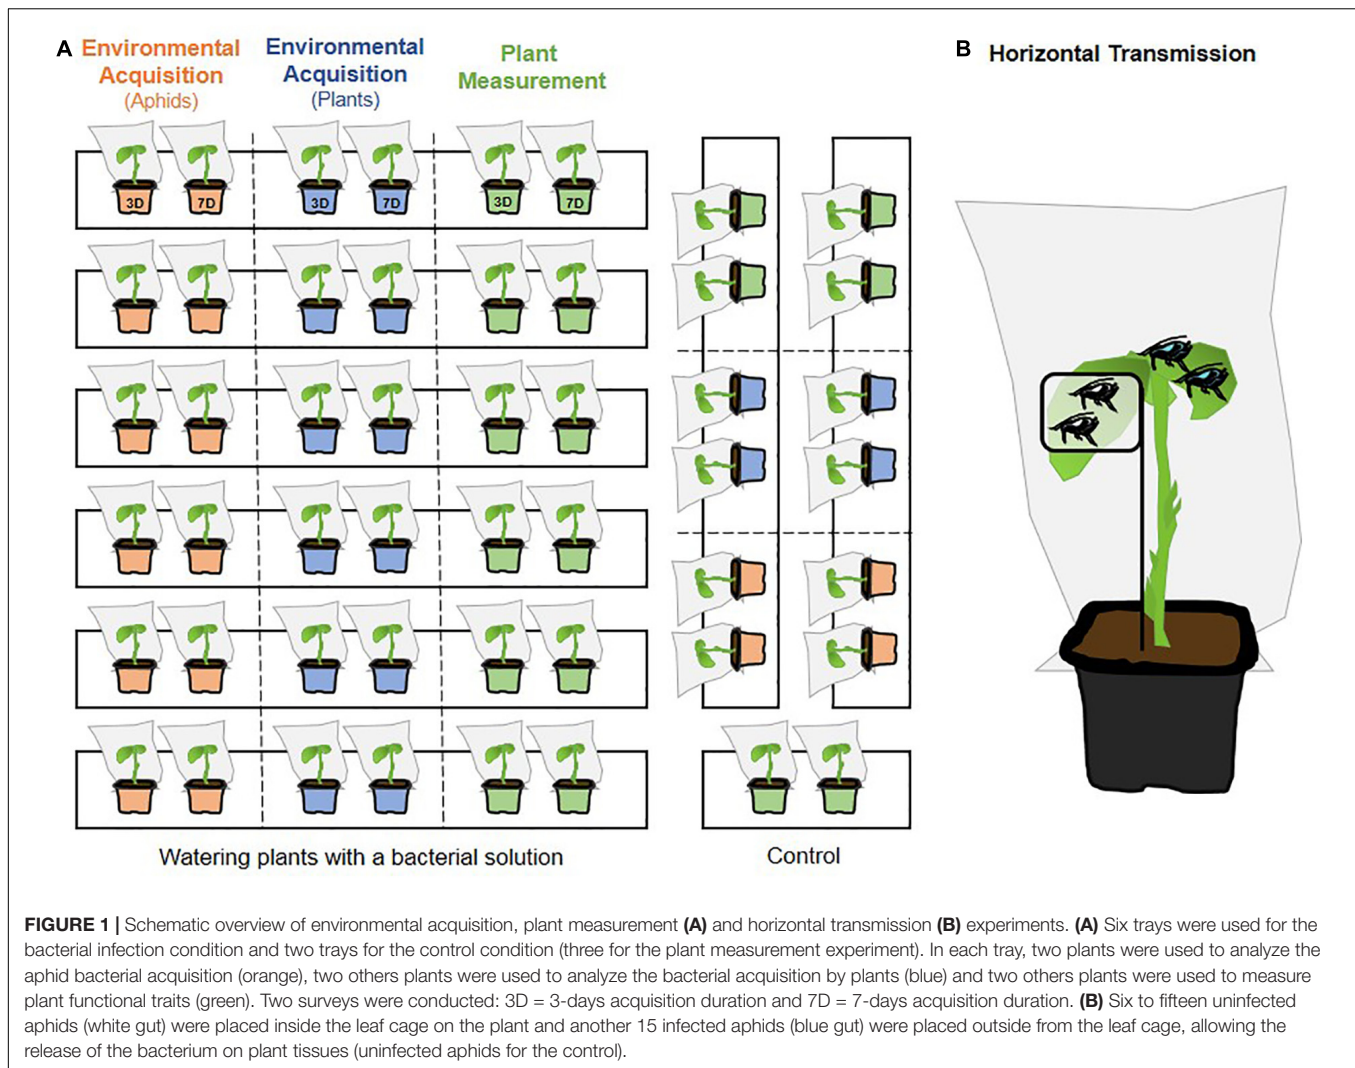 A
Environmental
Acquisition
(Aphids)
Environmental
Acquisition
(Plants)
Plant
Measurement
B
Horizontal Transmission
3D
7D
3D
7D
3D
7D
Watering plants with a bacterial solution
Control
FIGURE 1 | Schematic overview of environmental acquisition, plant measurement (A) and horizontal transmission (B) experiments. (A) Six trays were used for the
bacterial infection condition and two trays for the control condition (three for the plant measurement experiment). In each tray, two plants were used to analyze the
aphid bacterial acquisition (orange), two others plants were used to analyze the bacterial acquisition by plants (blue) and two others plants were used to measure
plant functional traits (green). Two surveys were conducted: 3D = 3-days acquisition duration and 7D = 7-days acquisition duration. (B) Six to fifteen uninfected
aphids (white gut) were placed inside the leaf cage on the plant and another 15 infected aphids (blue gut) were placed outside from the leaf cage, allowing the
release of the bacterium on plant tissues (uninfected aphids for the control).